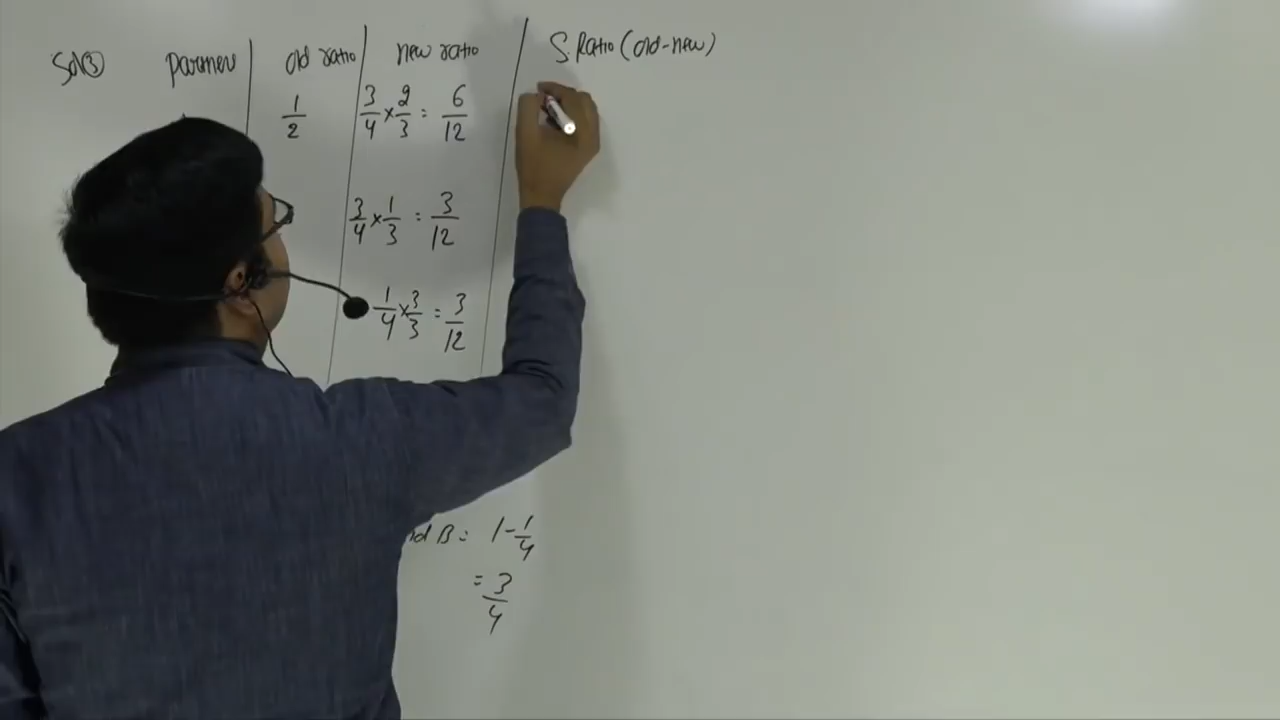 Sol③ Partners old ratio new ratio S.Ratio (old-new)
1/2 3/4 × 2/3 = 6/12
3/4 × 1/3 = 3/12
1/4 × 3/3 = 3/12
B = 1 - 1/4
= 3/4